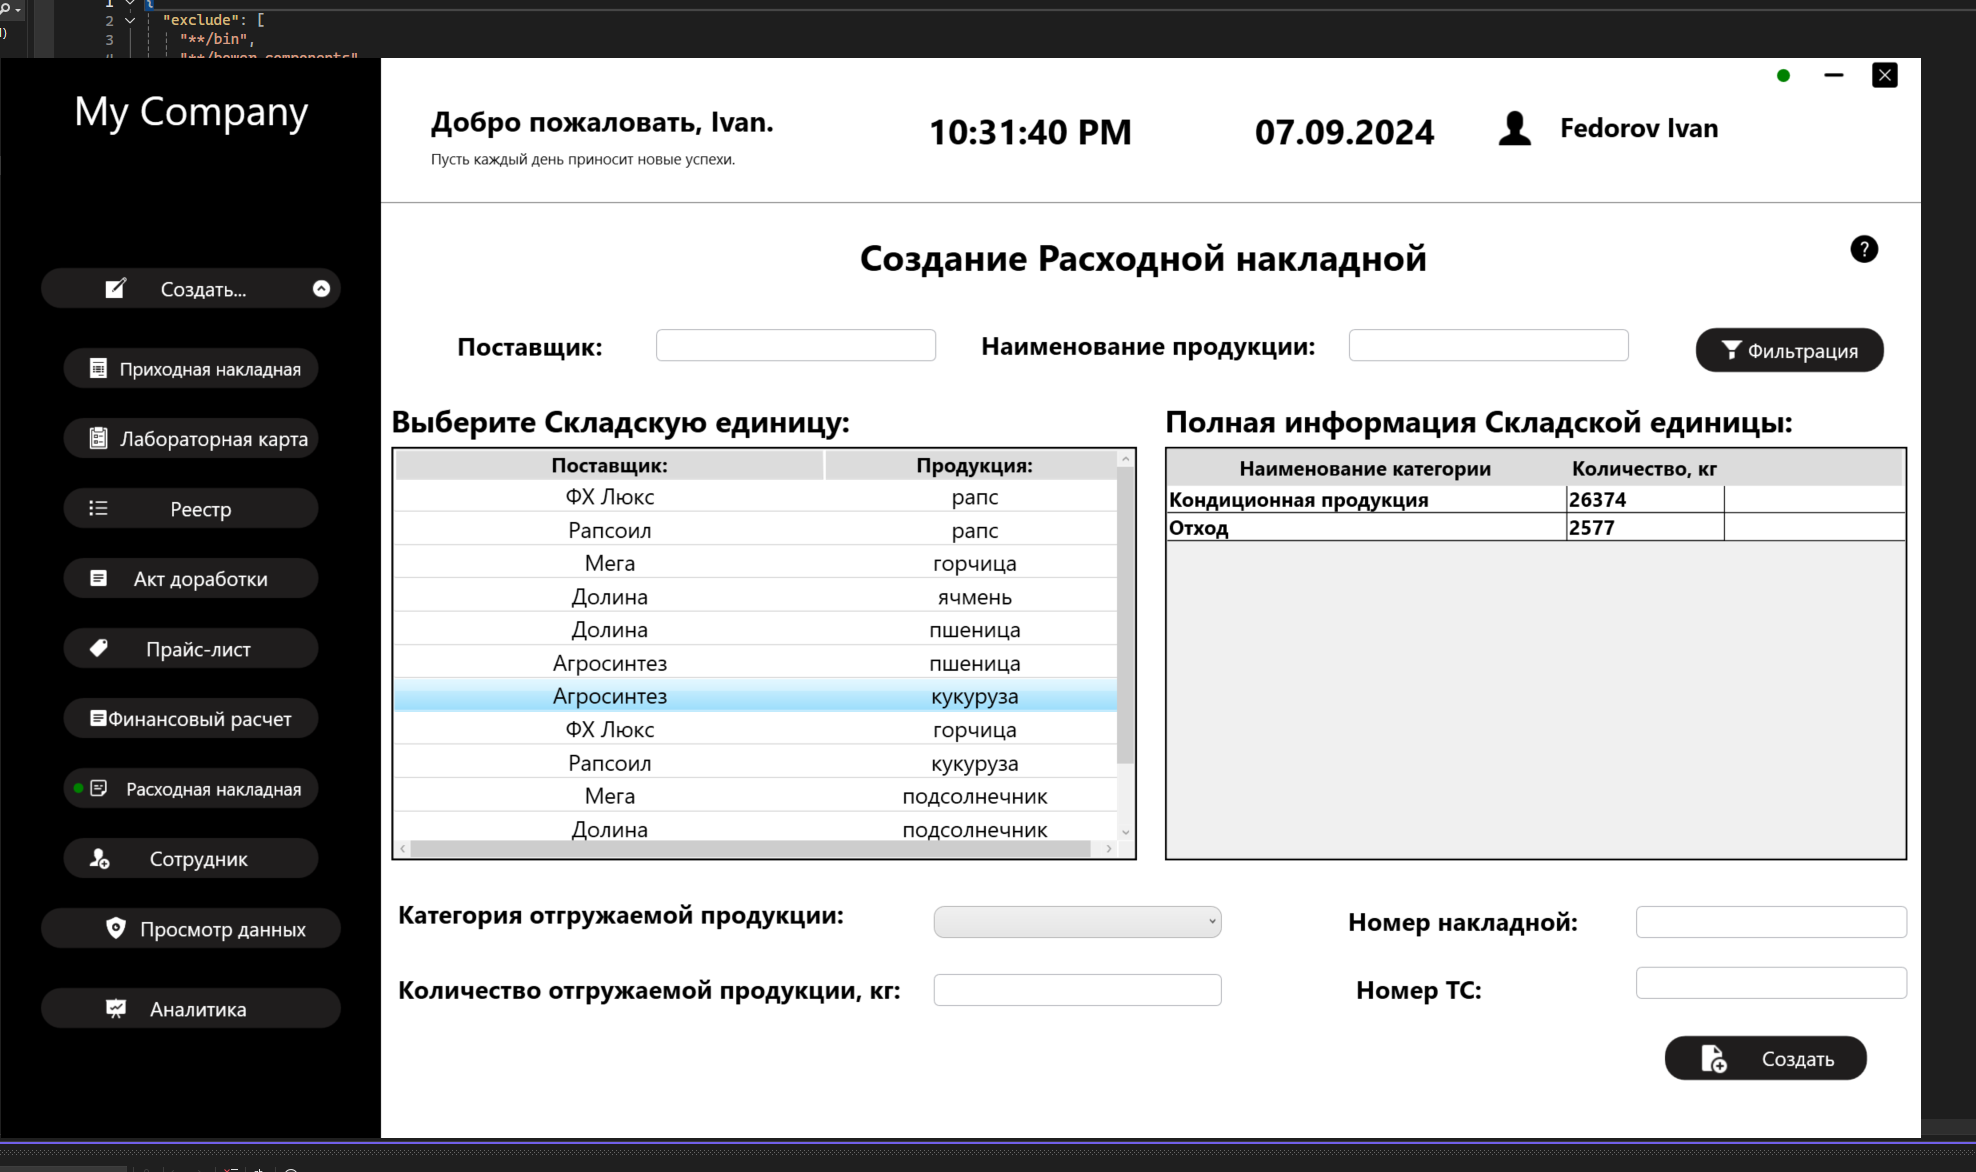 1 {
2 "exclude": [
3 "**/bin",
"**/bower_components"
My Company
Добро пожаловать, Ivan.
Пусть каждый день приносит новые успехи.
10:31:40 PM
07.09.2024
Fedorov Ivan
Создать...
Приходная накладная
Лабораторная карта
Реестр
Акт доработки
Прайс-лист
Финансовый расчет
Расходная накладная
Сотрудник
Просмотр данных
Аналитика
Создание Расходной накладной
?
Поставщик:
Наименование продукции:
Фильтрация
Выберите Складскую единицу:
Поставщик: Продукция:
ФХ Люкс рапс
Рапсоил рапс
Мега горчица
Долина ячмень
Долина пшеница
Агросинтез пшеница
Агросинтез кукуруза
ФХ Люкс горчица
Рапсоил кукуруза
Мега подсолнечник
Долина подсолнечник
Полная информация Складской единицы:
Наименование категории Количество, кг
Кондиционная продукция 26374
Отход 2577
Категория отгружаемой продукции:
Номер накладной:
Количество отгружаемой продукции, кг:
Номер ТС:
Создать